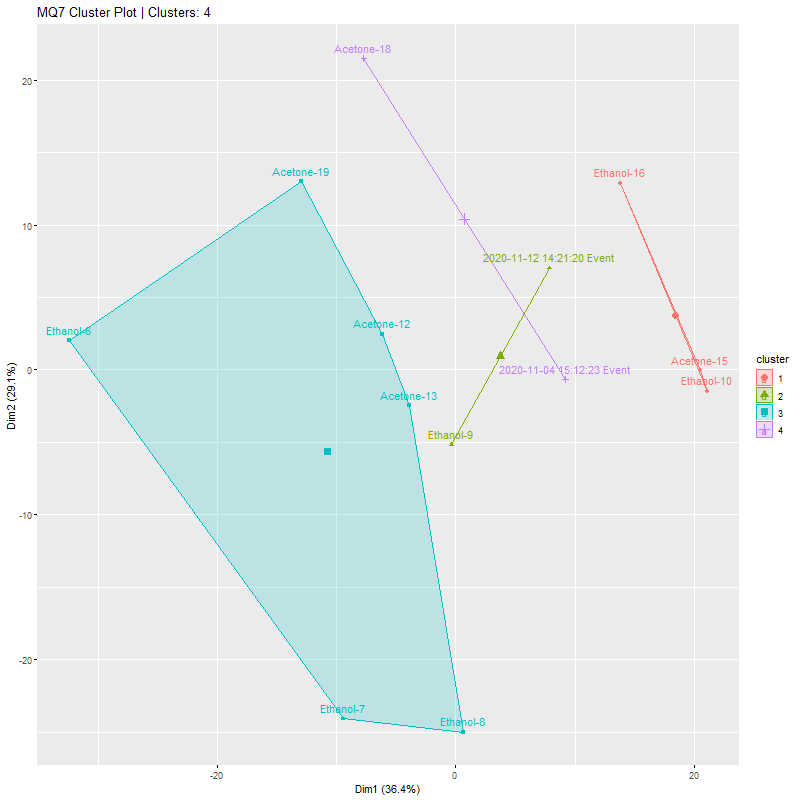 MQ7 Cluster Plot | Clusters: 4
Acetone-18
20
Acetone-19
Ethanol-16
10
2020-11-12 14:21:20 Event
Ethanol-6
Acetone-12
cluster
Dim2 (29.1%)
0
2020-11-04 15:12:23 Event
Acetone-15
1
Ethanol-10
2
Acetone-13
3
4
Ethanol-9
-10
-20
Ethanol-7
Ethanol-8
-20
0
20
Dim1 (36.4%)